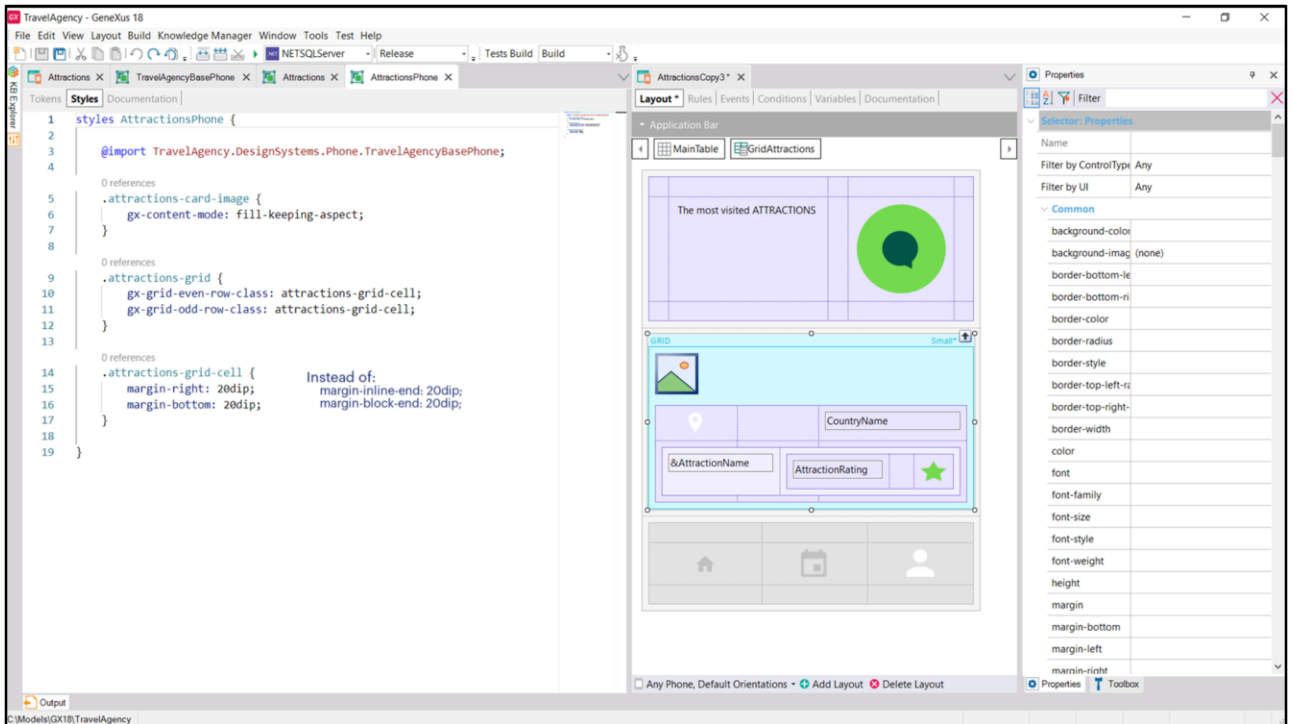 GX TravelAgency - GeneXus 18
File Edit View Layout Build Knowledge Manager Window Tools Test Help
.NET NETSQLServer Release Tests Build Build
KB Explorer
Attractions X TravelAgencyBasePhone X Attractions X AttractionsPhone X
Tokens Styles Documentation
1 styles AttractionsPhone {
2
3 @import TravelAgency.DesignSystems.Phone.TravelAgencyBasePhone;
4
0 references
5 .attractions-card-image {
6 gx-content-mode: fill-keeping-aspect;
7 }
8
0 references
9 .attractions-grid {
10 gx-grid-even-row-class: attractions-grid-cell;
11 gx-grid-odd-row-class: attractions-grid-cell;
12 }
13
0 references
14 .attractions-grid-cell {
15 margin-right: 20dip;
16 margin-bottom: 20dip;
17 }
18
19 }
Instead of:
margin-inline-end: 20dip;
margin-block-end: 20dip;
AttractionsCopy3* X
Layout * Rules Events Conditions Variables Documentation
Application Bar
MainTable GridAttractions
The most visited ATTRACTIONS
GRID Small*
CountryName
&AttractionName
AttractionRating
Any Phone, Default Orientations Add Layout Delete Layout
Properties
Filter
Selector: Properties
Name
Filter by ControlType Any
Filter by UI Any
Common
background-color
background-imag (none)
border-bottom-le
border-bottom-ri
border-color
border-radius
border-style
border-top-left-ra
border-top-right-
border-width
color
font
font-family
font-size
font-style
font-weight
height
margin
margin-bottom
margin-left
margin-right
Properties Toolbox
Output
C:\Models\GX18\TravelAgency